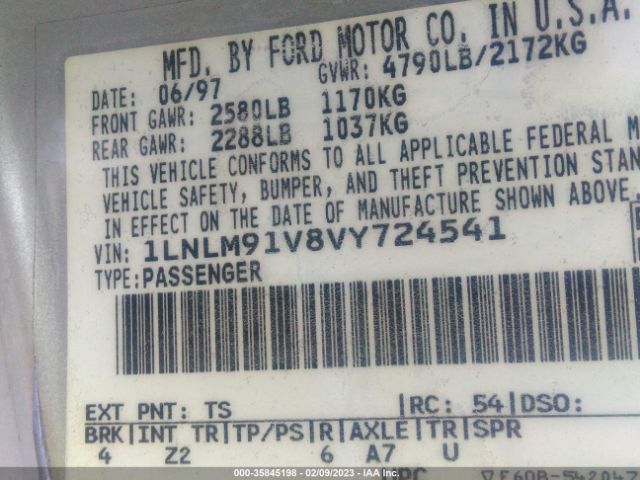 MFD. BY FORD MOTOR CO. IN U.S.A.
DATE: 06/97 GVWR: 4790LB/2172KG
FRONT GAWR: 2580LB 1170KG
REAR GAWR: 2288LB 1037KG
THIS VEHICLE CONFORMS TO ALL APPLICABLE FEDERAL M
VEHICLE SAFETY, BUMPER, AND THEFT PREVENTION STAN
IN EFFECT ON THE DATE OF MANUFACTURE SHOWN ABOVE.
VIN: 1LNLM91V8VY724541
TYPE: PASSENGER
EXT PNT: TS RC: 54 DSO:
BRK INT TR TP/PS R AXLE TR SPR
4 Z2 6 A7 U
000-35845198 - 02/09/2023 - IAA Inc.